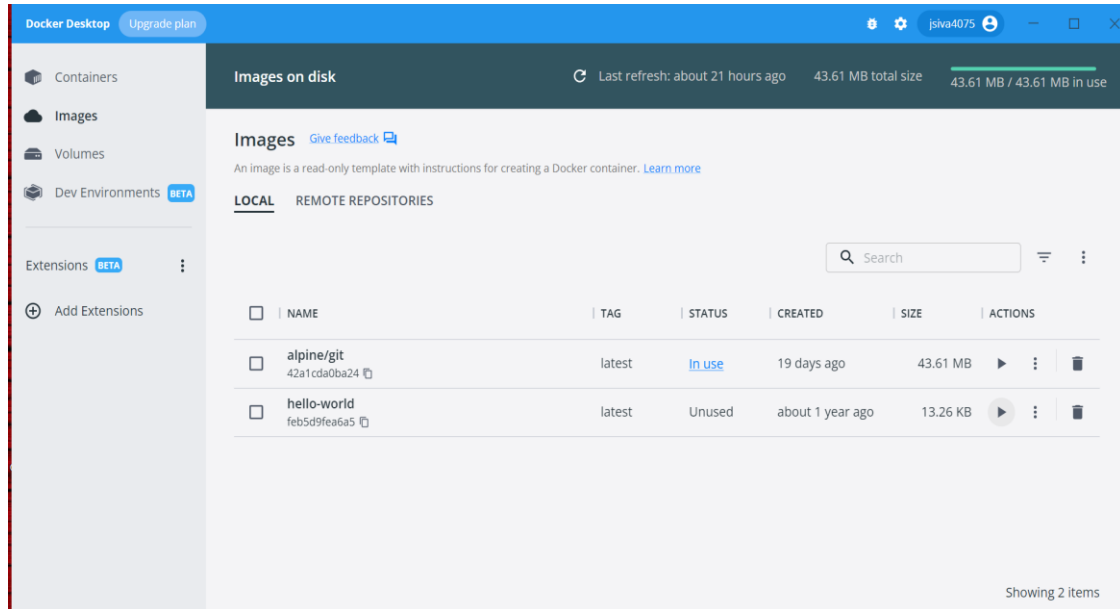 Docker Desktop Upgrade plan jsiva4075
Containers
Images
Volumes
Dev Environments BETA
Extensions BETA
Add Extensions
Images on disk Last refresh: about 21 hours ago 43.61 MB total size 43.61 MB / 43.61 MB in use
Images Give feedback
An image is a read-only template with instructions for creating a Docker container. Learn more
LOCAL REMOTE REPOSITORIES
Search
NAME TAG STATUS CREATED SIZE ACTIONS
alpine/git latest In use 19 days ago 43.61 MB
42a1cda0ba24
hello-world latest Unused about 1 year ago 13.26 KB
feb5d9fea6a5
Showing 2 items